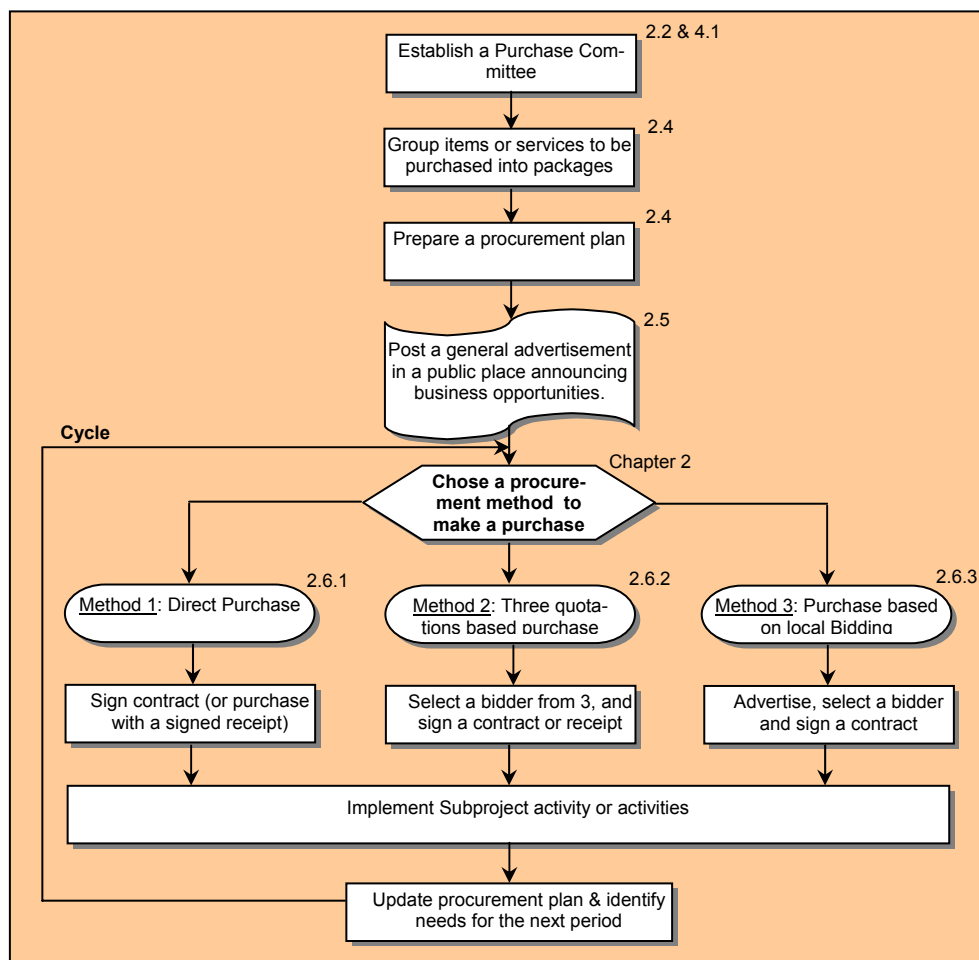 2.2 & 4.1
Establish a Purchase Com-
mittee
2.4
Group items or services to be
purchased into packages
2.4
Prepare a procurement plan
2.5
Post a general advertisement
in a public place announcing
business opportunities.
Cycle
Chapter 2
Chose a procure-
ment method to
make a purchase
2.6.1
Method 1: Direct Purchase
2.6.2
Method 2: Three quota-
tions based purchase
2.6.3
Method 3: Purchase based
on local Bidding
Sign contract (or purchase
with a signed receipt)
Select a bidder from 3, and
sign a contract or receipt
Advertise, select a bidder
and sign a contract
Implement Subproject activity or activities
Update procurement plan & identify
needs for the next period